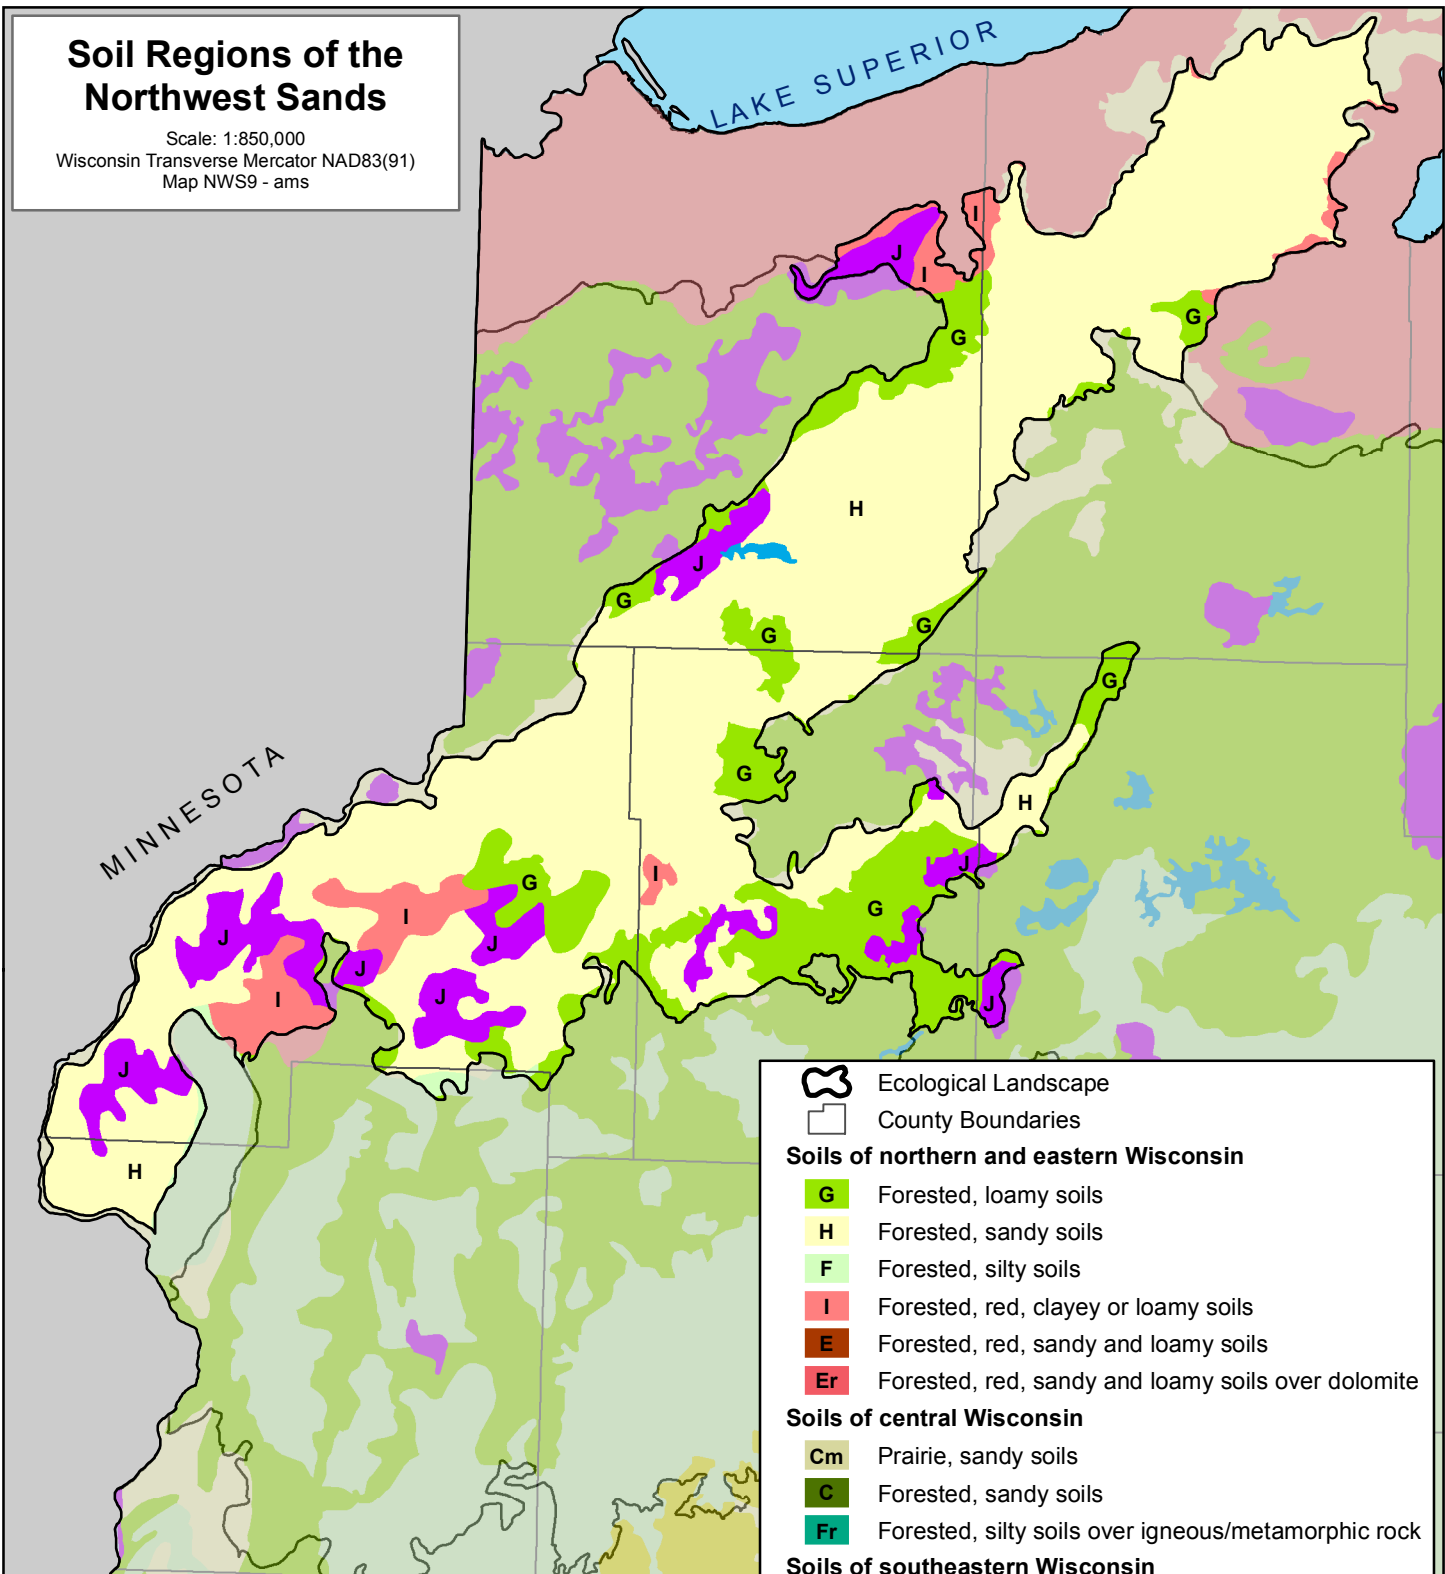 Soil Regions of the
Northwest Sands
Scale: 1:850,000
Wisconsin Transverse Mercator NAD83(91)
Map NWS9 - ams
LAKE SUPERIOR
I
J
I
G
G
H
J
G
G
G
G
G
H
MINNESOTA
I
G
J
I
G
J
J
J
J
I
J
J
H
Ecological Landscape
County Boundaries
Soils of northern and eastern Wisconsin
G Forested, loamy soils
H Forested, sandy soils
F Forested, silty soils
I Forested, red, clayey or loamy soils
E Forested, red, sandy and loamy soils
Er Forested, red, sandy and loamy soils over dolomite
Soils of central Wisconsin
Cm Prairie, sandy soils
C Forested, sandy soils
Fr Forested, silty soils over igneous/metamorphic rock
Soils of southeastern Wisconsin